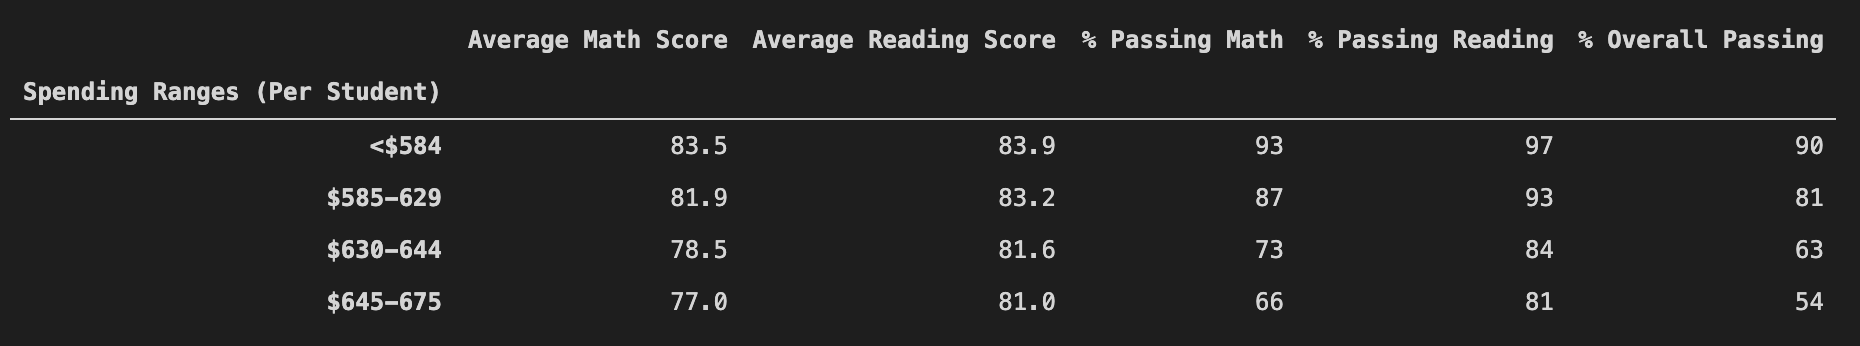 Average Math Score Average Reading Score % Passing Math % Passing Reading % Overall Passing
Spending Ranges (Per Student)
<$584 83.5 83.9 93 97 90
$585-629 81.9 83.2 87 93 81
$630-644 78.5 81.6 73 84 63
$645-675 77.0 81.0 66 81 54